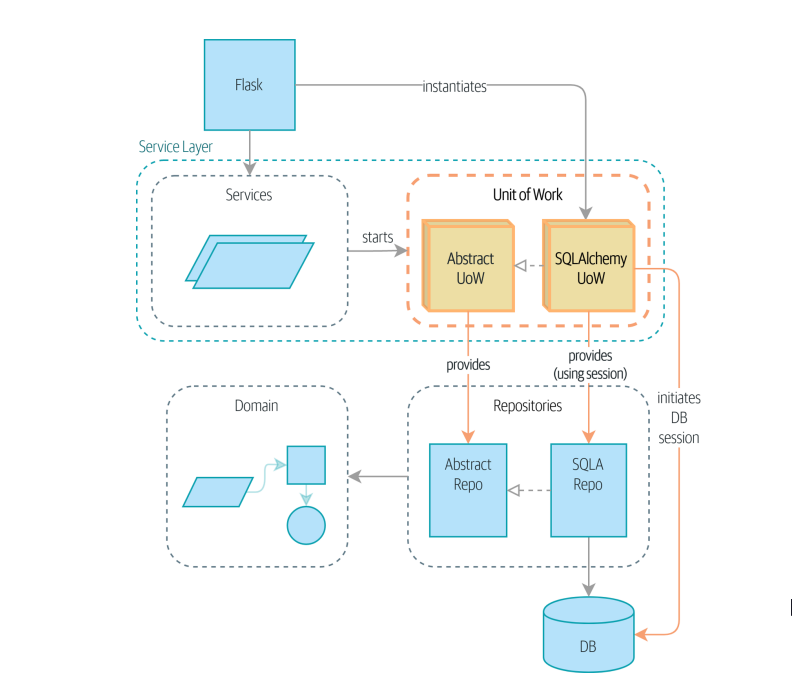 Flask
instantiates
Service Layer
Services
Unit of Work
starts
Abstract
UoW
SQLAlchemy
UoW
provides
provides
(using session)
initiates
DB
session
Domain
Repositories
Abstract
Repo
SQLA
Repo
DB